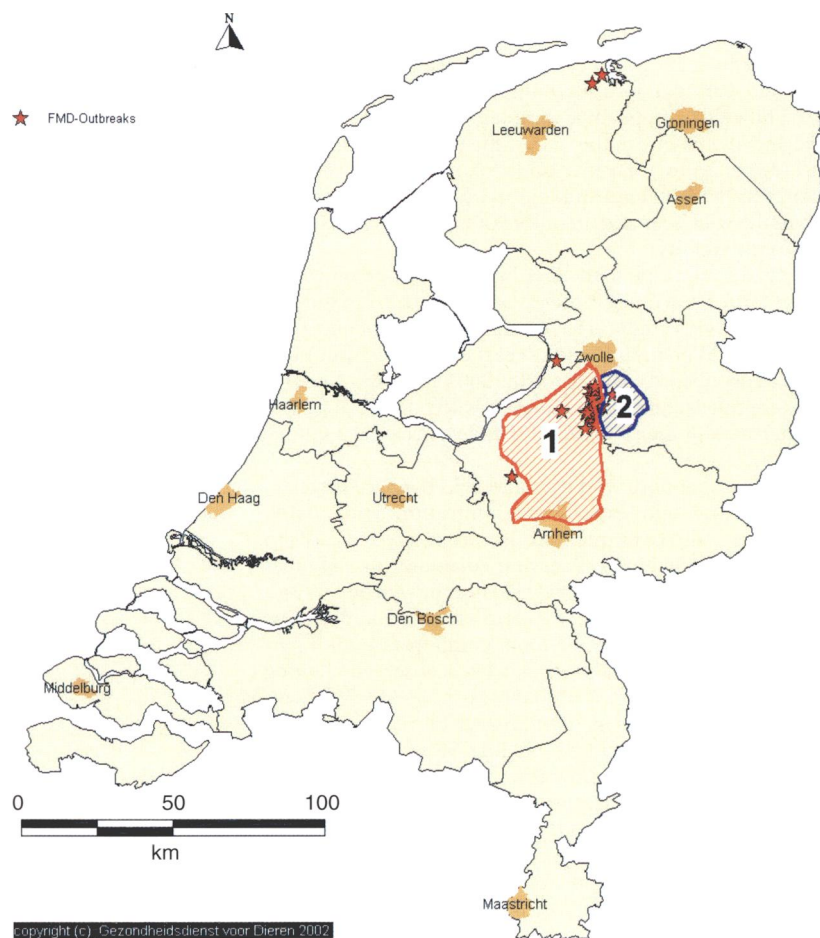 N
FMD-Outbreaks
Leeuwarden
Groningen
Assen
Zwolle
Haarlem
2
1
Den Haag
Utrecht
Arnhem
Den Bosch
Middelburg
0 50 100
km
Maastricht
copyright (c) Gezondheidsdienst voor Dieren 2002